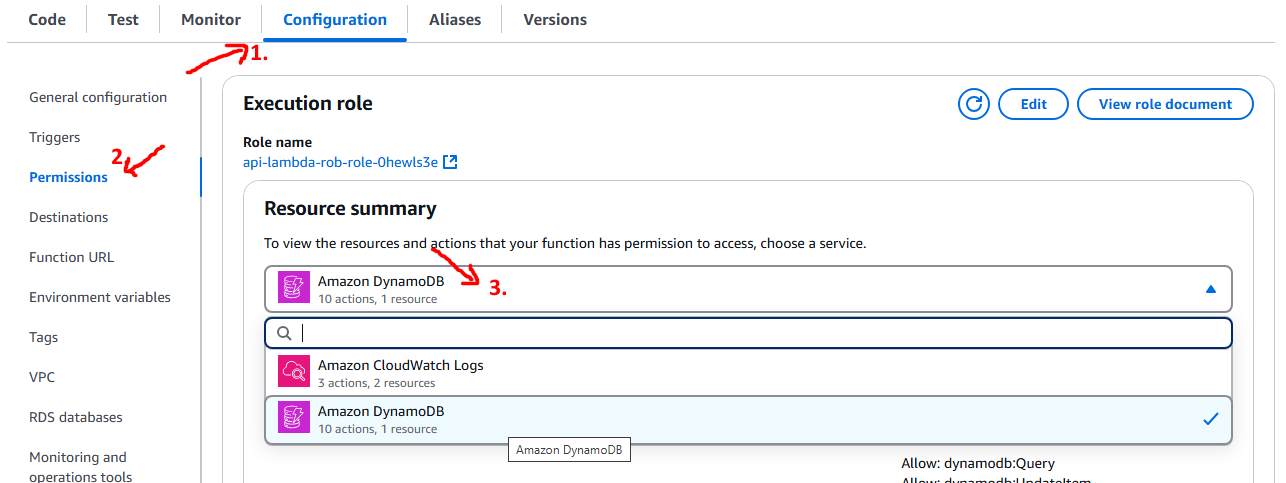 Code Test Monitor Configuration Aliases Versions
1.
General configuration
Triggers
2.
Permissions
Destinations
Function URL
Environment variables
Tags
VPC
RDS databases
Monitoring and
operations tools
Execution role
Edit
View role document
Role name
api-lambda-rob-role-0hewls3e
Resource summary
To view the resources and actions that your function has permission to access, choose a service.
Amazon DynamoDB
10 actions, 1 resource
3.
Amazon CloudWatch Logs
3 actions, 2 resources
Amazon DynamoDB
10 actions, 1 resource
Amazon DynamoDB
Allow: dynamodb:Query
Allow: dynamodb:UpdateItem